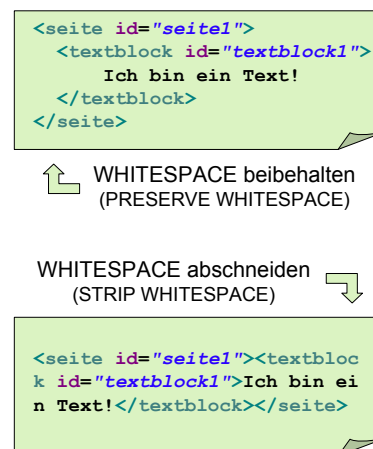 <seite id="seite1">
<textblock id="textblock1">
Ich bin ein Text!
</textblock>
</seite>
WHITESPACE beibehalten
(PRESERVE WHITESPACE)
WHITESPACE abschneiden
(STRIP WHITESPACE)
<seite id="seite1"><textbloc
k id="textblock1">Ich bin ei
n Text!</textblock></seite>